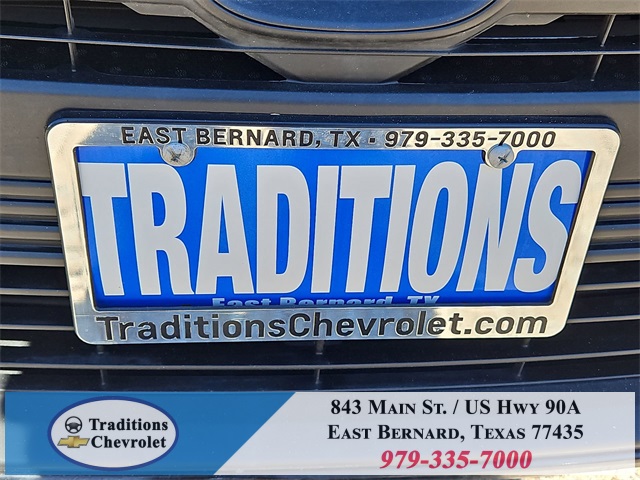 EAST BERNARD, TX - 979-335-7000
TRADITIONS
East Bernard, TX
TraditionsChevrolet.com
Traditions
Chevrolet
843 Main St. / US Hwy 90A
East Bernard, Texas 77435
979-335-7000